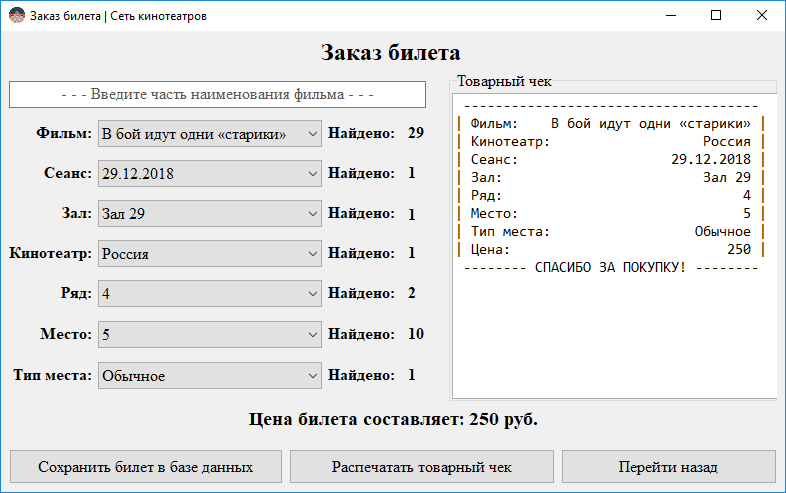 Заказ билета | Сеть кинотеатров
Заказ билета
- - - Введите часть наименования фильма - - -
Фильм: В бой идут одни «старики» Найдено: 29
Сеанс: 29.12.2018 Найдено: 1
Зал: Зал 29 Найдено: 1
Кинотеатр: Россия Найдено: 1
Ряд: 4 Найдено: 2
Место: 5 Найдено: 10
Тип места: Обычное Найдено: 1
Товарный чек
-------------------------------------
| Фильм: В бой идут одни «старики» |
| Кинотеатр: Россия |
| Сеанс: 29.12.2018 |
| Зал: Зал 29 |
| Ряд: 4 |
| Место: 5 |
| Тип места: Обычное |
| Цена: 250 |
-------- СПАСИБО ЗА ПОКУПКУ! --------
Цена билета составляет: 250 руб.
Сохранить билет в базе данных
Распечатать товарный чек
Перейти назад